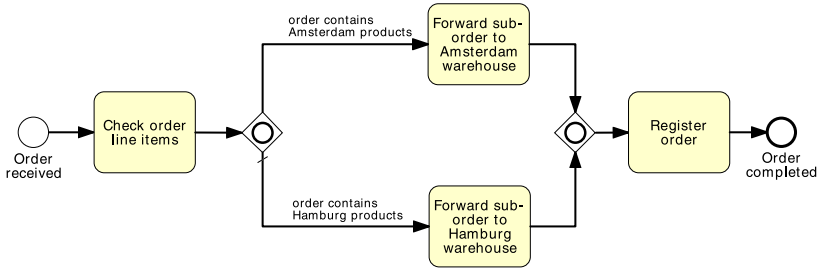 order contains
Amsterdam products
Forward sub-
order to
Amsterdam
warehouse
Check order
line items
Register
order
Order
received
Order
completed
order contains
Hamburg products
Forward sub-
order to
Hamburg
warehouse